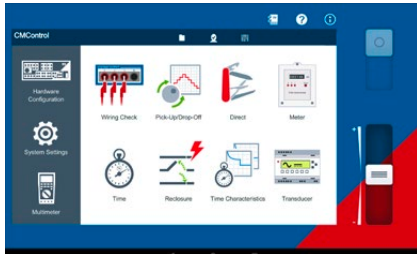 CMControl
Hardware
Configuration
Wiring Check
Pick-Up/Drop-Off
Direct
Meter
System Settings
Time
Reclosure
Time Characteristics
Transducer
Multimeter